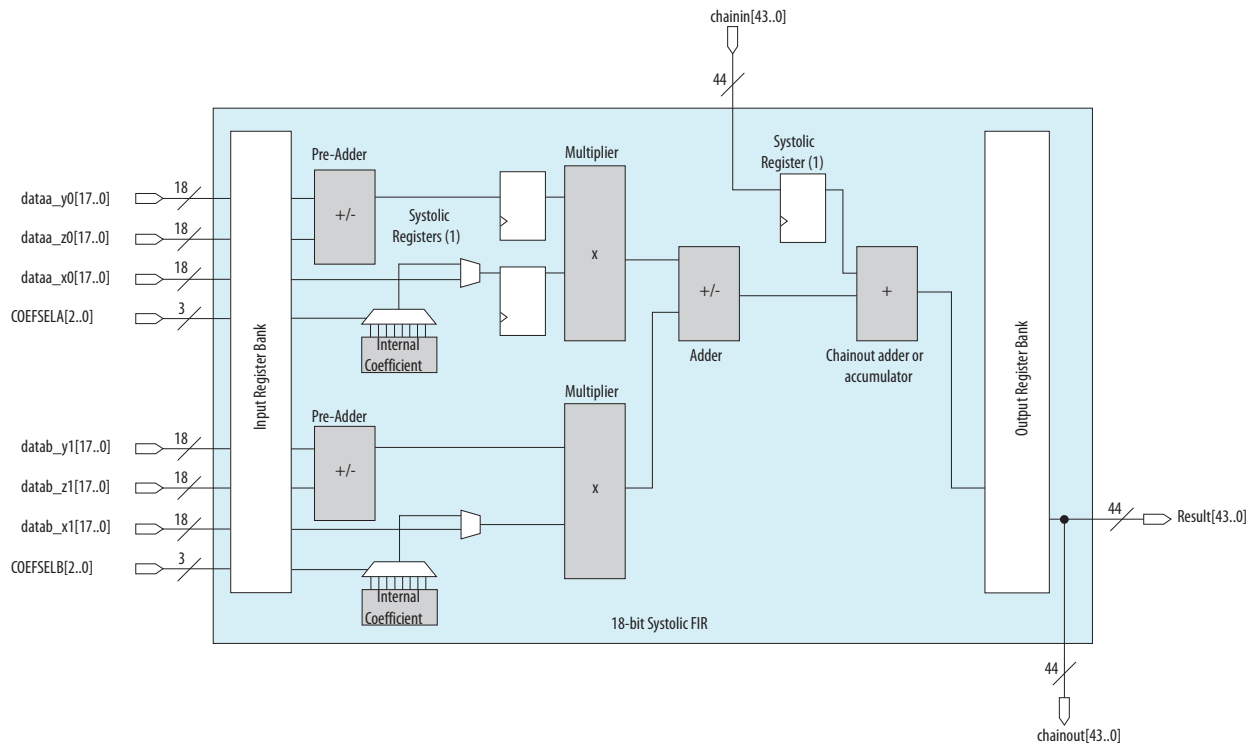 chainin[43..0]
44
Systolic
Register (1)
Pre-Adder
Multiplier
dataa_y0[17..0]
18
+/-
dataa_z0[17..0]
18
Systolic
Registers (1)
x
+
dataa_x0[17..0]
18
+/-
COEFSELA[2..0]
3
Internal
Coefficient
Adder
Chainout adder or
accumulator
Input Register Bank
Output Register Bank
Multiplier
Pre-Adder
datab_y1[17..0]
18
+/-
datab_z1[17..0]
18
x
datab_x1[17..0]
18
44
Result[43..0]
COEFSELB[2..0]
3
Internal
Coefficient
18-bit Systolic FIR
44
chainout[43..0]